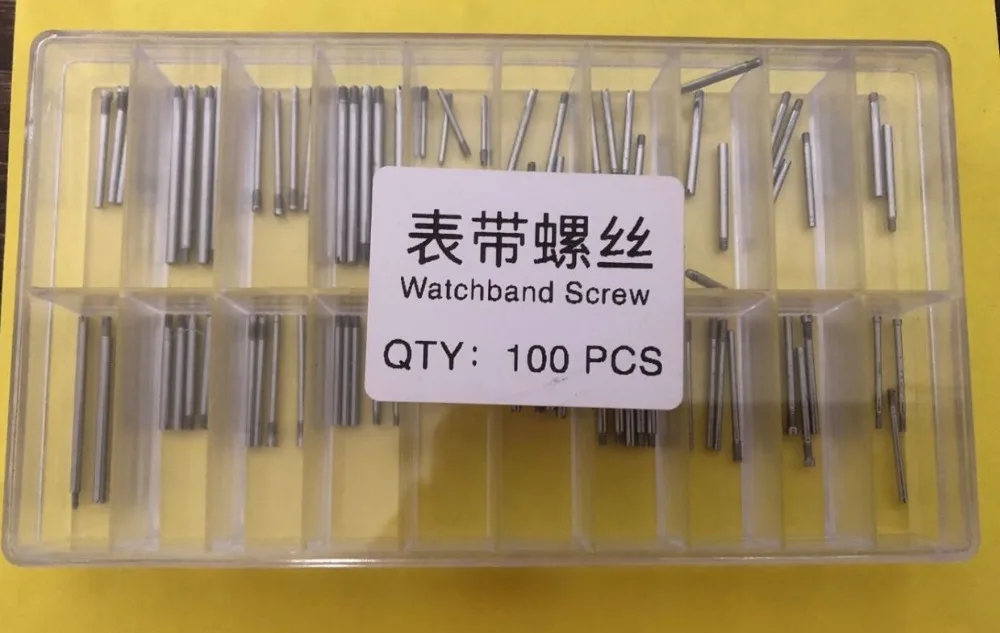 表带螺丝
Watchband Screw
QTY： 100 PCS